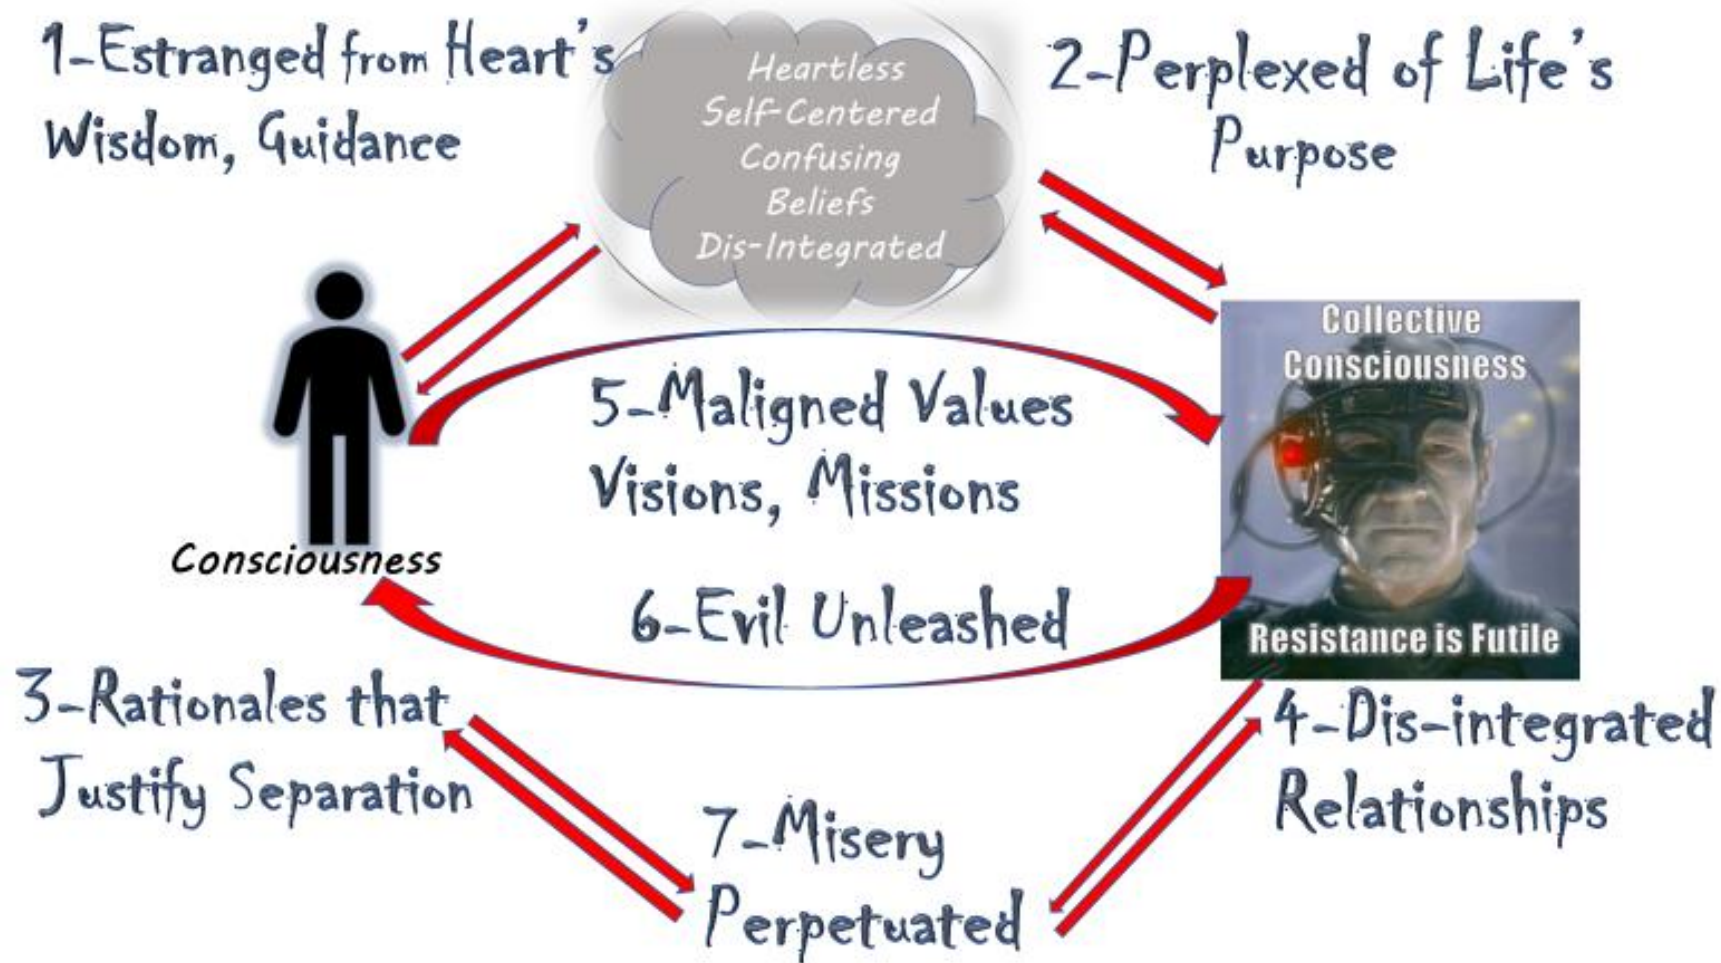 1-Estranged from Heart's
Wisdom, Guidance
Heartless
Self-Centered
Confusing
Beliefs
Dis-Integrated
2-Perplexed of Life's
Purpose
Collective
Consciousness
Resistance is Futile
5-Maligned Values
Visions, Missions
Consciousness
6-Evil Unleashed
3-Rationales that
Justify Separation
4-Dis-integrated
Relationships
7-Misery
Perpetuated